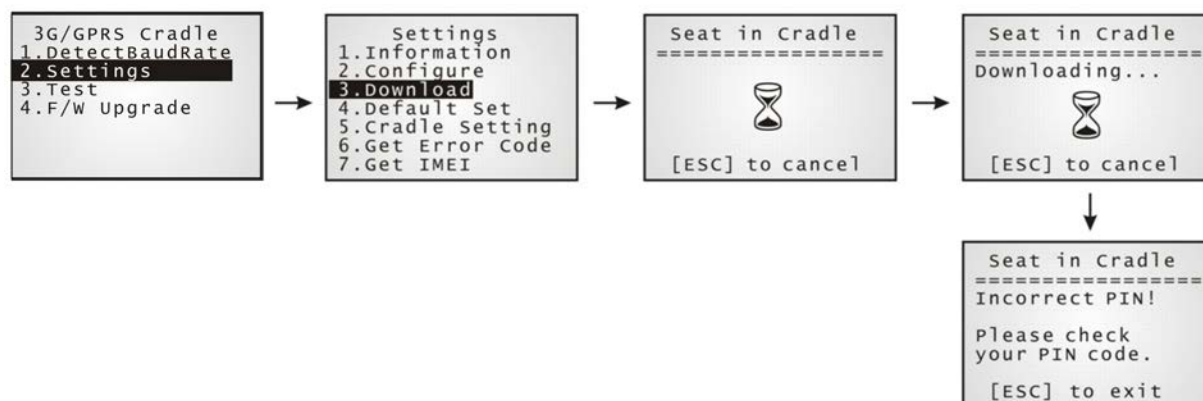 3G/GPRS Cradle
1.DetectBaudRate
2.Settings
3.Test
4.F/W Upgrade
Settings
1.Information
2.Configure
3.Download
4.Default Set
5.Cradle Setting
6.Get Error Code
7.Get IMEI
Seat in Cradle
==================
[ESC] to cancel
Seat in Cradle
==================
Downloading...
[ESC] to cancel
Seat in Cradle
==================
Incorrect PIN!
Please check
your PIN code.
[ESC] to exit